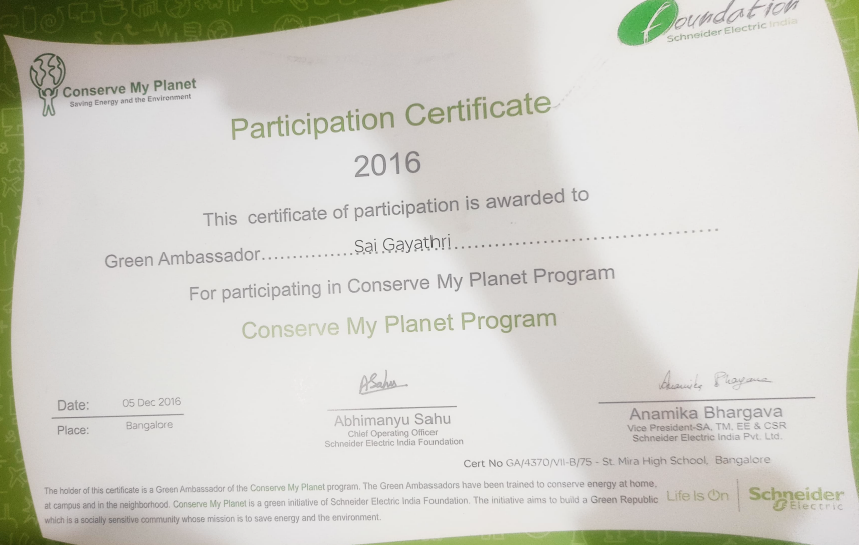 foundation
Schneider Electric India
Conserve My Planet
Saving Energy and the Environment
Participation Certificate
2016
This certificate of participation is awarded to
Green Ambassador..............Sai Gayathri..........................................
For participating in Conserve My Planet Program
Conserve My Planet Program
ASahu
Anamika Bhargava
Date: 05 Dec 2016
Place: Bangalore
Abhimanyu Sahu
Chief Operating Officer
Schneider Electric India Foundation
Anamika Bhargava
Vice President-SA, TM, EE & CSR
Schneider Electric India Pvt. Ltd.
Cert No GA/4370/VII-B/75 - St. Mira High School, Bangalore
The holder of this certificate is a Green Ambassador of the Conserve My Planet program. The Green Ambassadors have been trained to conserve energy at home,
at campus and in the neighborhood. Conserve My Planet is a green initiative of Schneider Electric India Foundation. The initiative aims to build a Green Republic
which is a socially sensitive community whose mission is to save energy and the environment.
Life Is On
Schneider
Electric